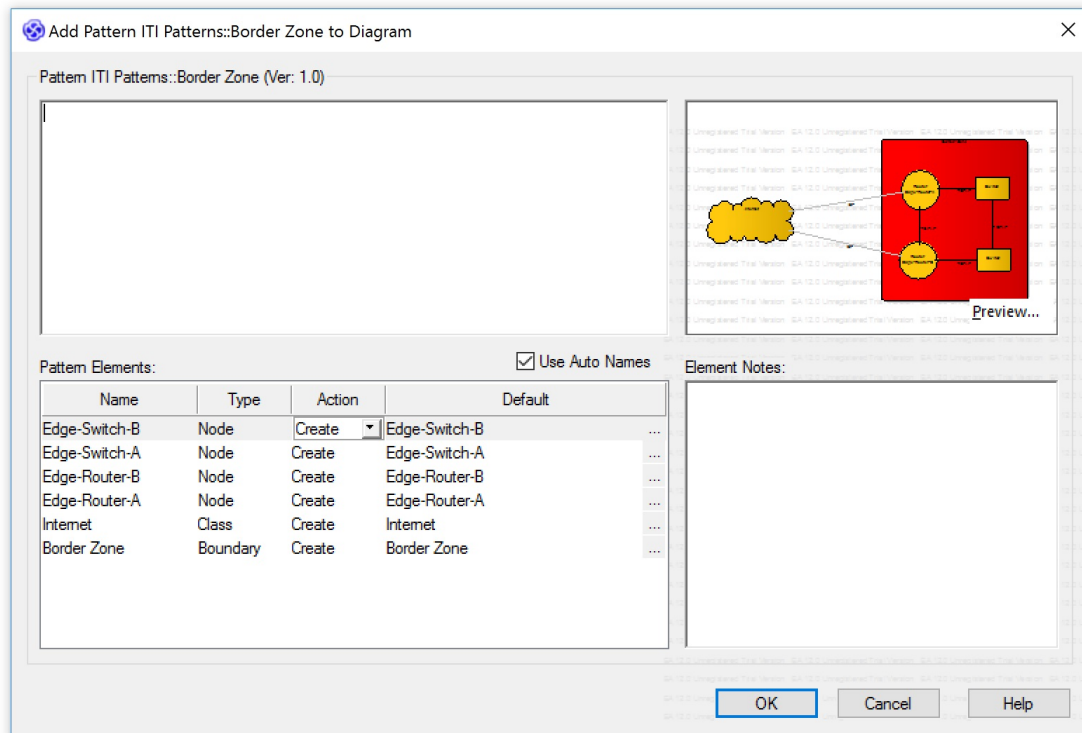 Add Pattern ITI Patterns::Border Zone to Diagram
Pattern ITI Patterns::Border Zone (Ver: 1.0)
Preview...
Pattern Elements:
Use Auto Names
Element Notes:
Name Type Action Default
Edge-Switch-B Node Create Edge-Switch-B ...
Edge-Switch-A Node Create Edge-Switch-A ...
Edge-Router-B Node Create Edge-Router-B ...
Edge-Router-A Node Create Edge-Router-A ...
Internet Class Create Internet ...
Border Zone Boundary Create Border Zone ...
OK Cancel Help